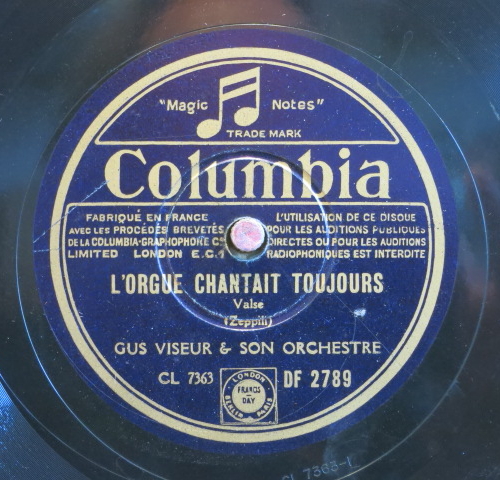 "Magic Notes"
TRADE MARK
Columbia
FABRIQUÉ EN FRANCE
AVEC LES PROCÉDÉS BREVETÉS
DE LA COLUMBIA-GRAPHOPHONE Cº
LIMITED LONDON E.C.1
L'UTILISATION DE CE DISQUE
POUR LES AUDITIONS PUBLIQUES
DIRECTES OU POUR LES AUDITIONS
RADIOPHONIQUES EST INTERDITE
L'ORGUE CHANTAIT TOUJOURS
Valse
(Zeppili)
GUS VISEUR & SON ORCHESTRE
CL 7363
LONDON
FRANCIS
DAY
BERLIN PARIS
DF 2789
CL 7363-1